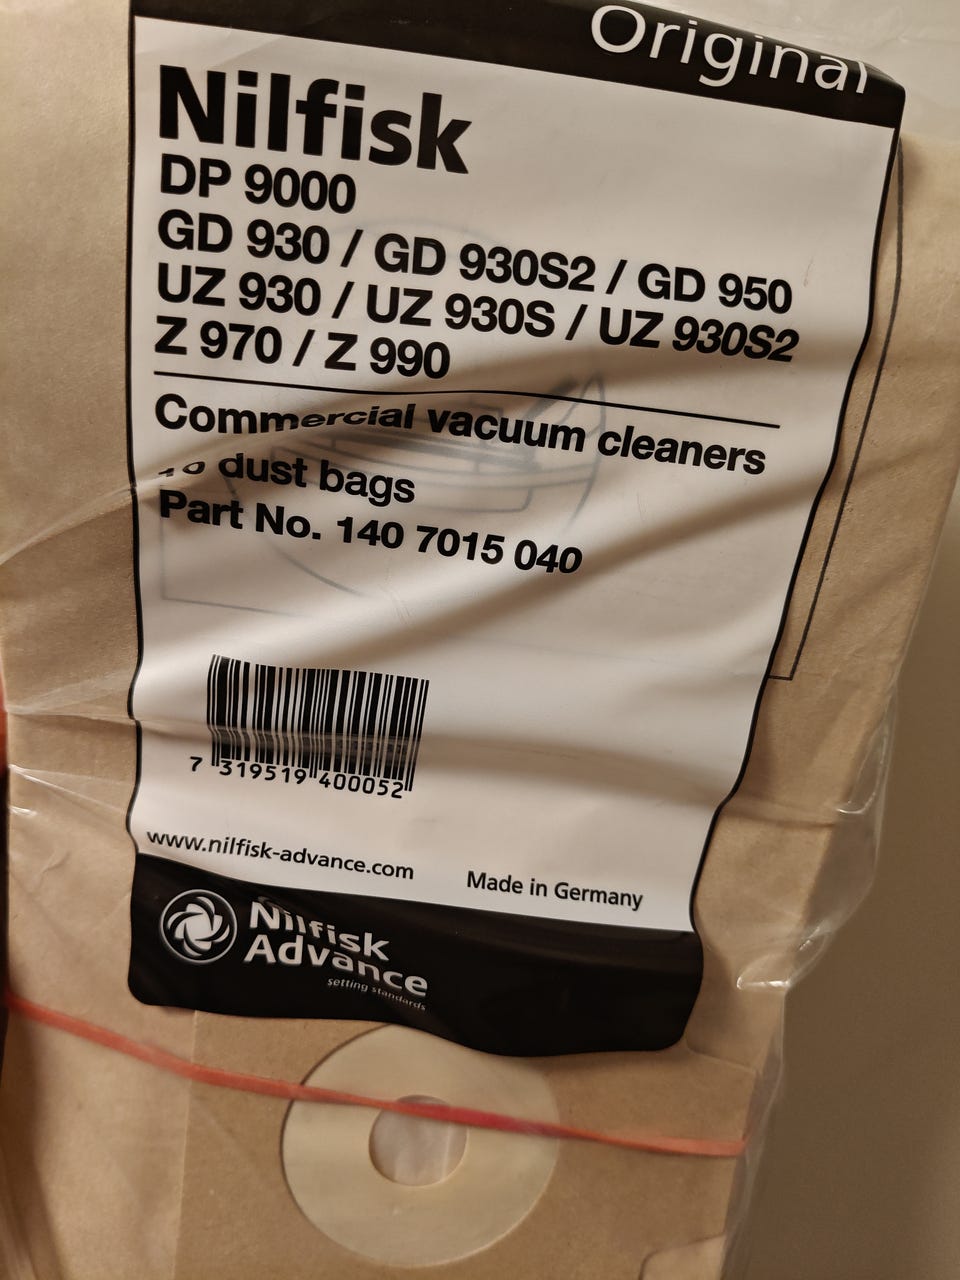 Original
Nilfisk
DP 9000
GD 930 / GD 930S2 / GD 950
UZ 930 / UZ 930S / UZ 930S2
Z 970 / Z 990
Commercial vacuum cleaners
10 dust bags
Part No. 140 7015 040
7 319519 400052
www.nilfisk-advance.com
Made in Germany
Nilfisk
Advance
setting standards